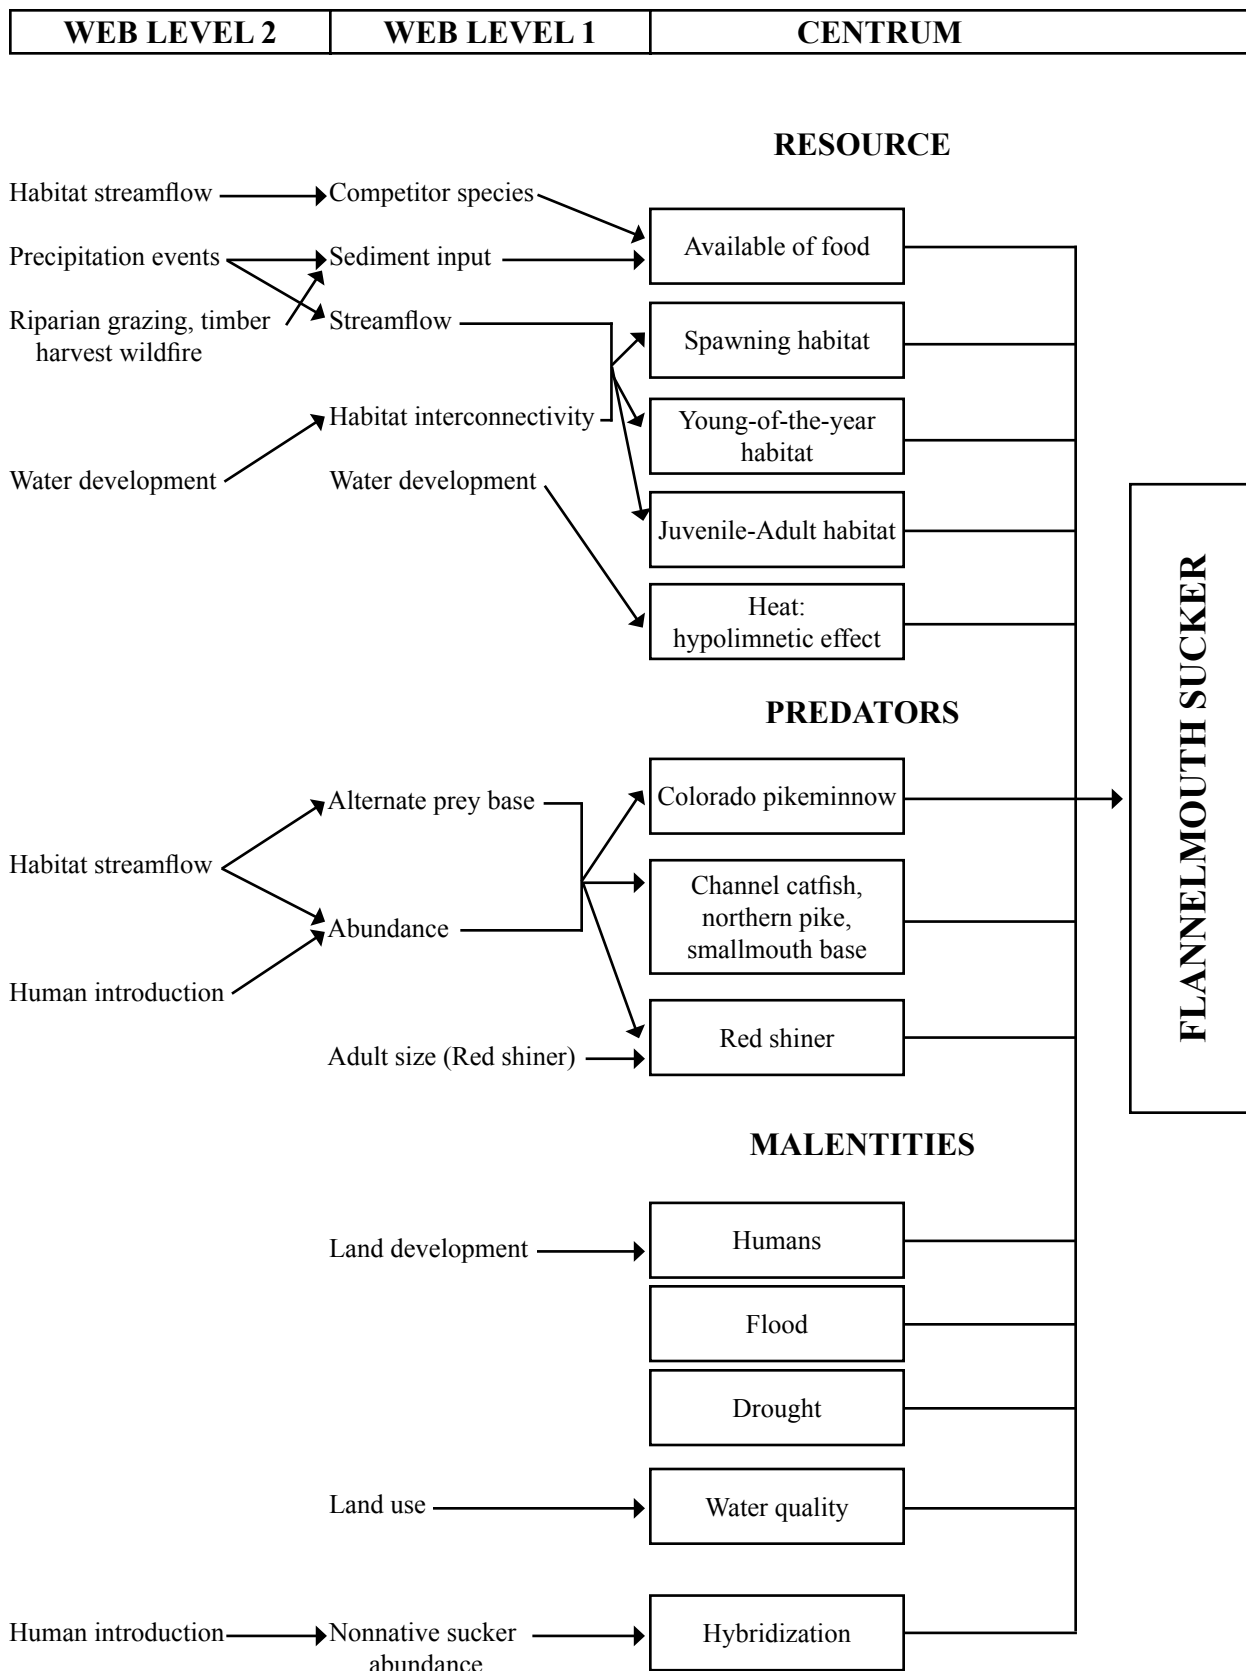 WEB LEVEL 2
WEB LEVEL 1
CENTRUM
RESOURCE
Habitat streamflow
Competitor species
Available of food
Precipitation events
Sediment input
Riparian grazing, timber
harvest wildfire
Streamflow
Spawning habitat
Habitat interconnectivity
Young-of-the-year
habitat
Water development
Water development
Juvenile-Adult habitat
Heat:
hypolimnetic effect
FLANNELMOUTH SUCKER
PREDATORS
Alternate prey base
Colorado pikeminnow
Habitat streamflow
Channel catfish,
northern pike,
smallmouth base
Abundance
Human introduction
Red shiner
Adult size (Red shiner)
MALENTITIES
Land development
Humans
Flood
Drought
Land use
Water quality
Human introduction
Nonnative sucker
abundance
Hybridization